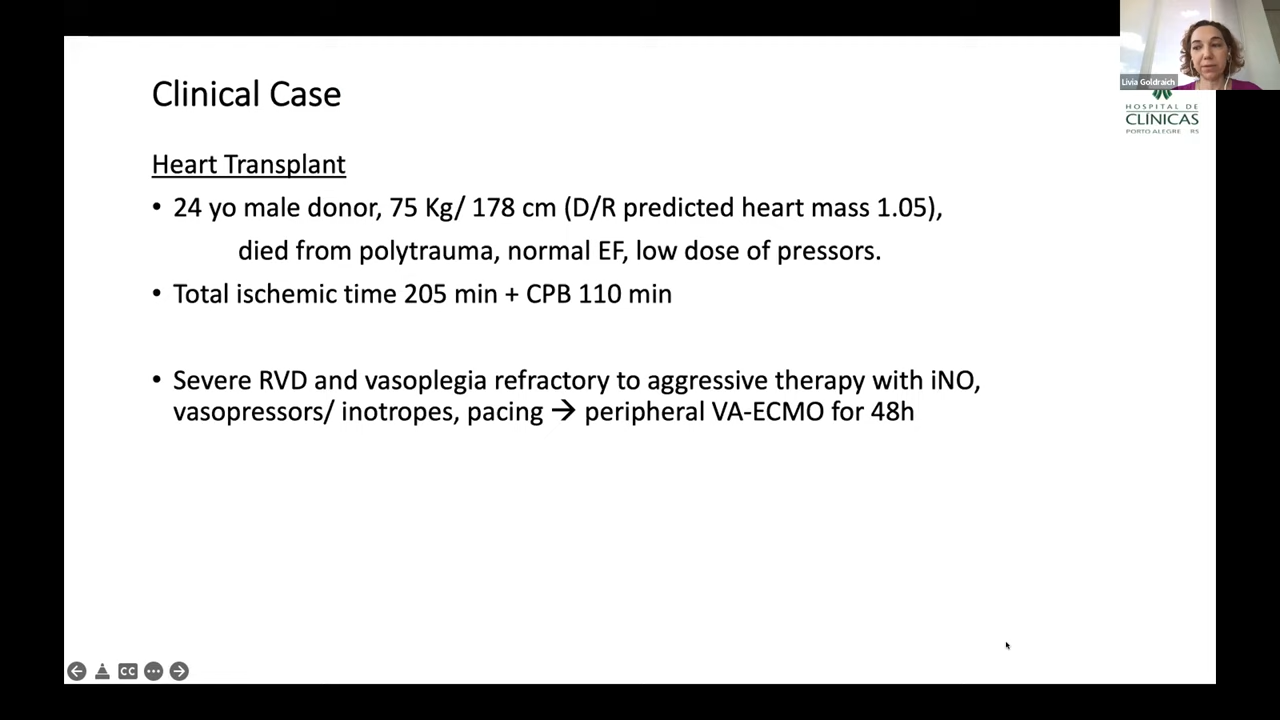 Clinical Case
Livia Goldraich
HOSPITAL DE
CLÍNICAS
PORTO ALEGRE RS
Heart Transplant
• 24 yo male donor, 75 Kg/ 178 cm (D/R predicted heart mass 1.05),
died from polytrauma, normal EF, low dose of pressors.
• Total ischemic time 205 min + CPB 110 min
• Severe RVD and vasoplegia refractory to aggressive therapy with iNO,
vasopressors/ inotropes, pacing → peripheral VA-ECMO for 48h
CC